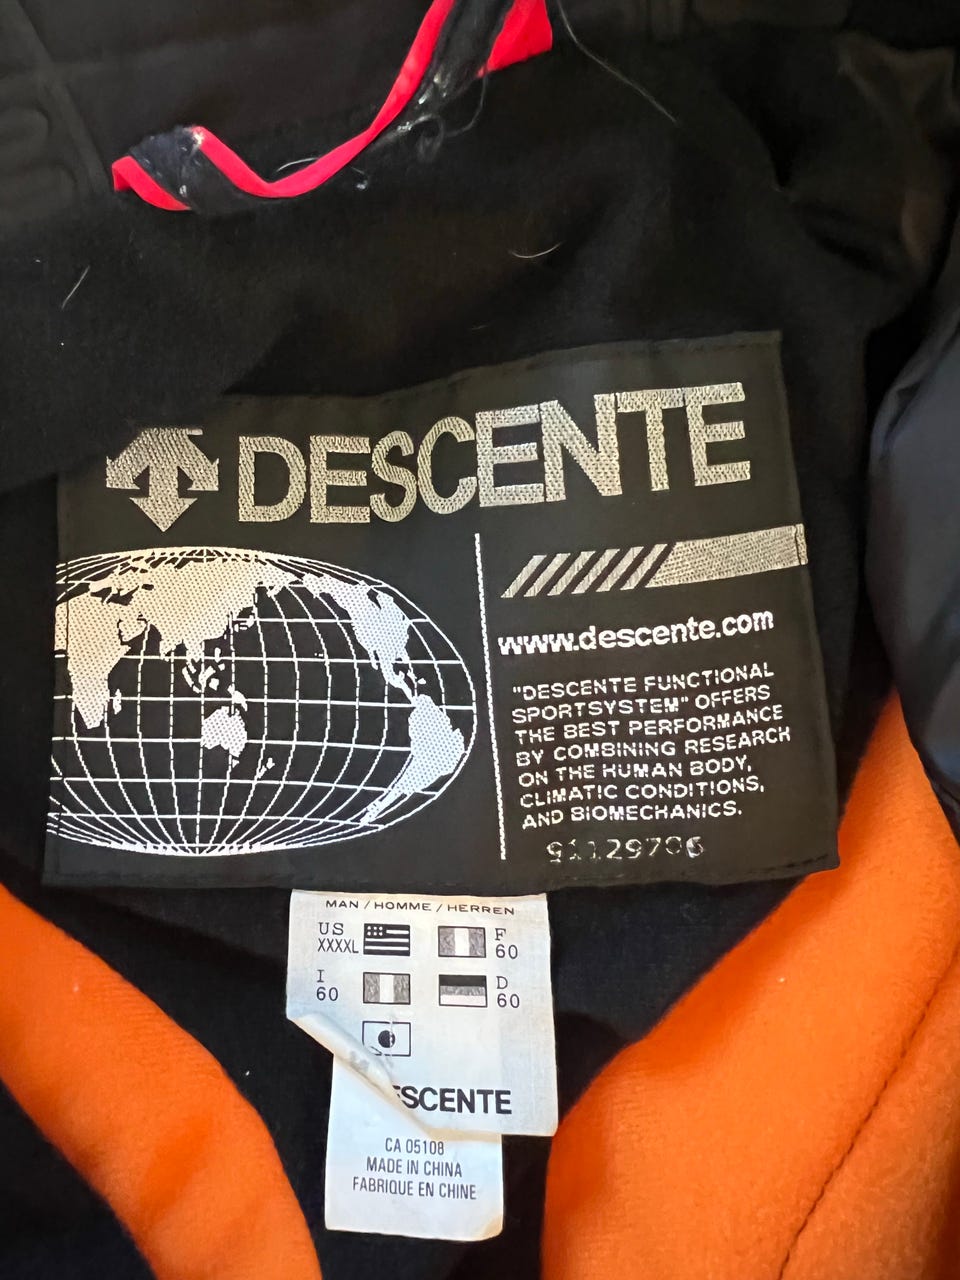 DESCENTE
www.descente.com
"DESCENTE FUNCTIONAL
SPORTSYSTEM" OFFERS
THE BEST PERFORMANCE
BY COMBINING RESEARCH
ON THE HUMAN BODY,
CLIMATIC CONDITIONS,
AND BIOMECHANICS.
91129706
MAN / HOMME / HERREN
US
XXXXL
F
60
I
60
D
60
ESCENTE
CA 05108
MADE IN CHINA
FABRIQUE EN CHINE